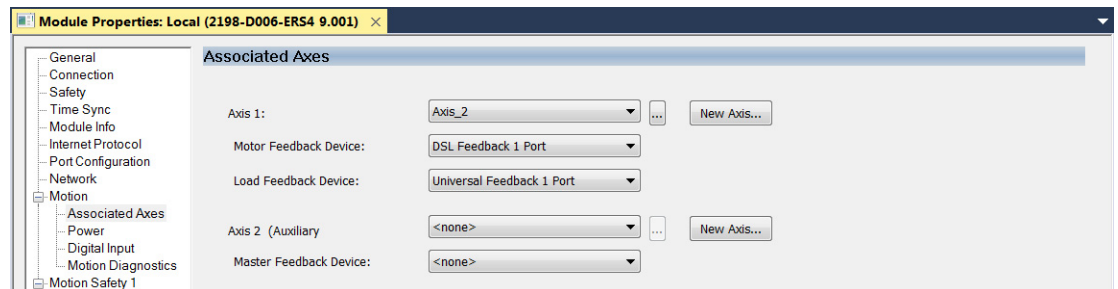 Module Properties: Local (2198-D006-ERS4 9.001) ×
General
Connection
Safety
Time Sync
Module Info
Internet Protocol
Port Configuration
Network
Motion
Associated Axes
Power
Digital Input
Motion Diagnostics
Motion Safety 1
Associated Axes
Axis 1: Axis_2 ... New Axis...
Motor Feedback Device: DSL Feedback 1 Port
Load Feedback Device: Universal Feedback 1 Port
Axis 2 (Auxiliary <none> ... New Axis...
Master Feedback Device: <none>